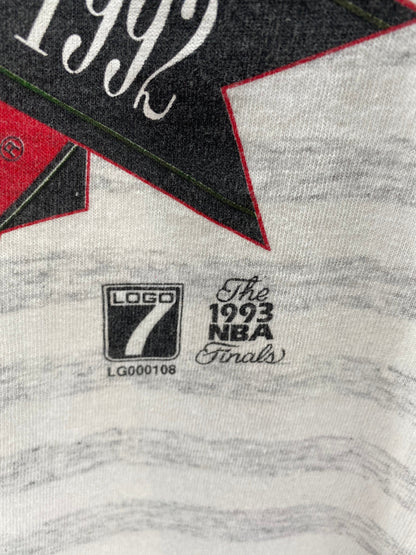 1992
®
LOGO
7
LG000108
The
1993
NBA
Finals